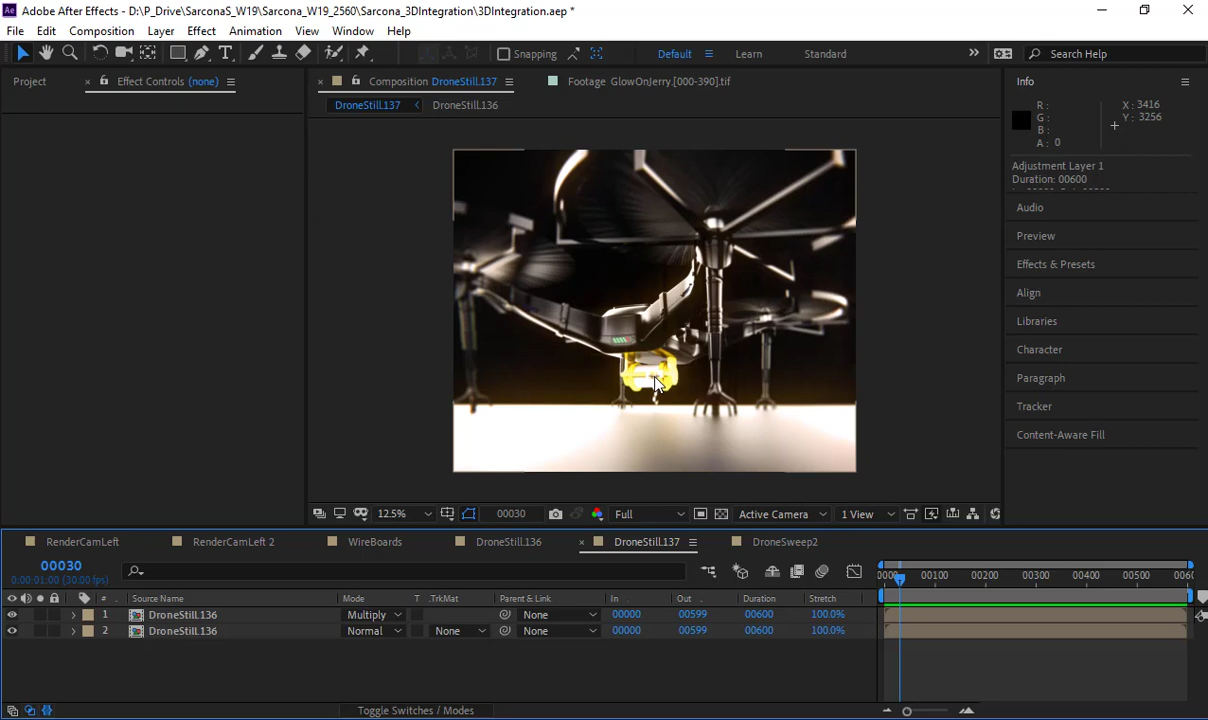 Adobe After Effects - D:\P_Drive\SarconaS_W19\Sarcona_W19_2560\Sarcona_3DIntegration\3DIntegration.aep *
File Edit Composition Layer Effect Animation View Window Help
Snapping Default Learn Standard Search Help
Project Effect Controls (none) Composition DroneStill.137 Footage GlowOnJerry.[000-390].tif Info
DroneStill.137 DroneStill.136
R: X: 3416
G: Y: 3256
B:
A: 0
Adjustment Layer 1
Duration: 00600
Audio
Preview
Effects & Presets
Align
Libraries
Character
Paragraph
Tracker
Content-Aware Fill
12.5% 00030 Full Active Camera 1 View
RenderCamLeft RenderCamLeft 2 WireBoards DroneStill.136 DroneStill.137 DroneSweep2
00030
0:00:01:00 (30.00 fps)
00100 00200 00300 00400 00500
# Source Name Mode T .TrkMat Parent & Link In Out Duration Stretch
1 DroneStill.136 Multiply None 00000 00599 00600 100.0%
2 DroneStill.136 Normal None None 00000 00599 00600 100.0%
Toggle Switches / Modes